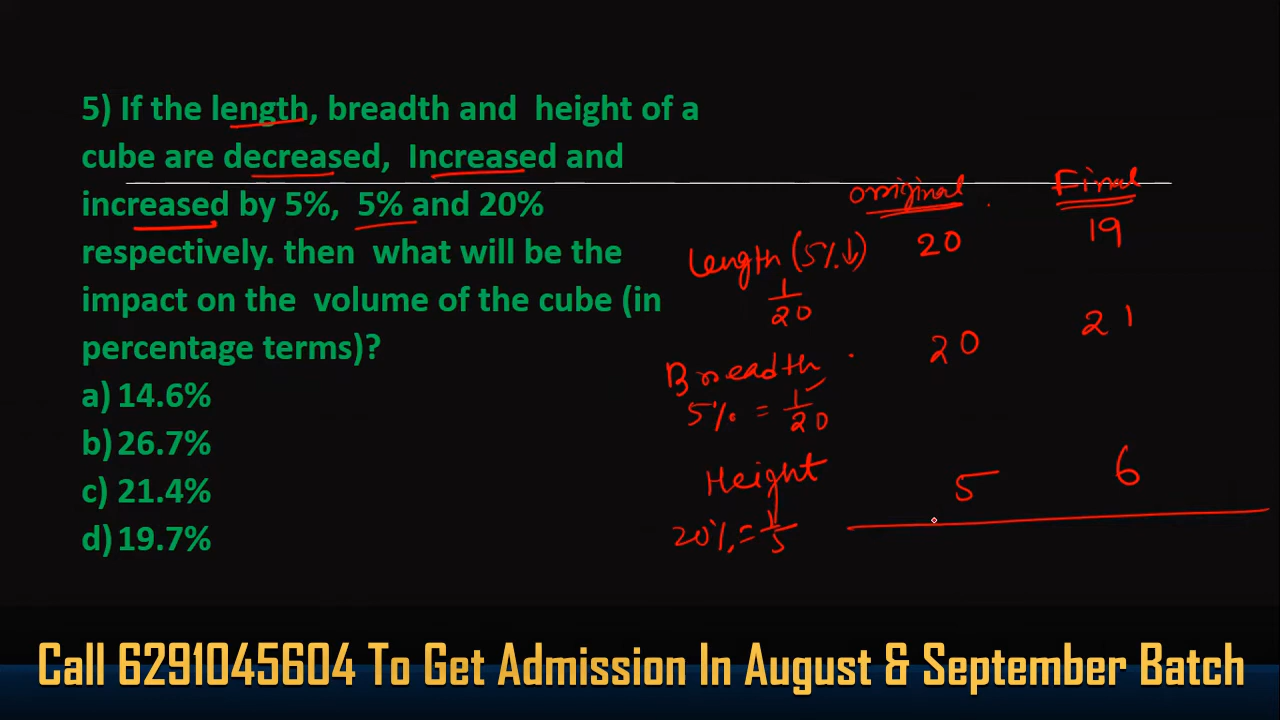 5) If the length, breadth and height of a
cube are decreased, Increased and
increased by 5%, 5% and 20%
respectively. then what will be the
impact on the volume of the cube (in
percentage terms)?
a) 14.6%
b) 26.7%
c) 21.4%
d) 19.7%
original Final
Length (5%↓) 20 19
1/20
Breadth 20 21
5% = 1/20
Height 5 6
20% = 1/5
Call 6291045604 To Get Admission In August & September Batch